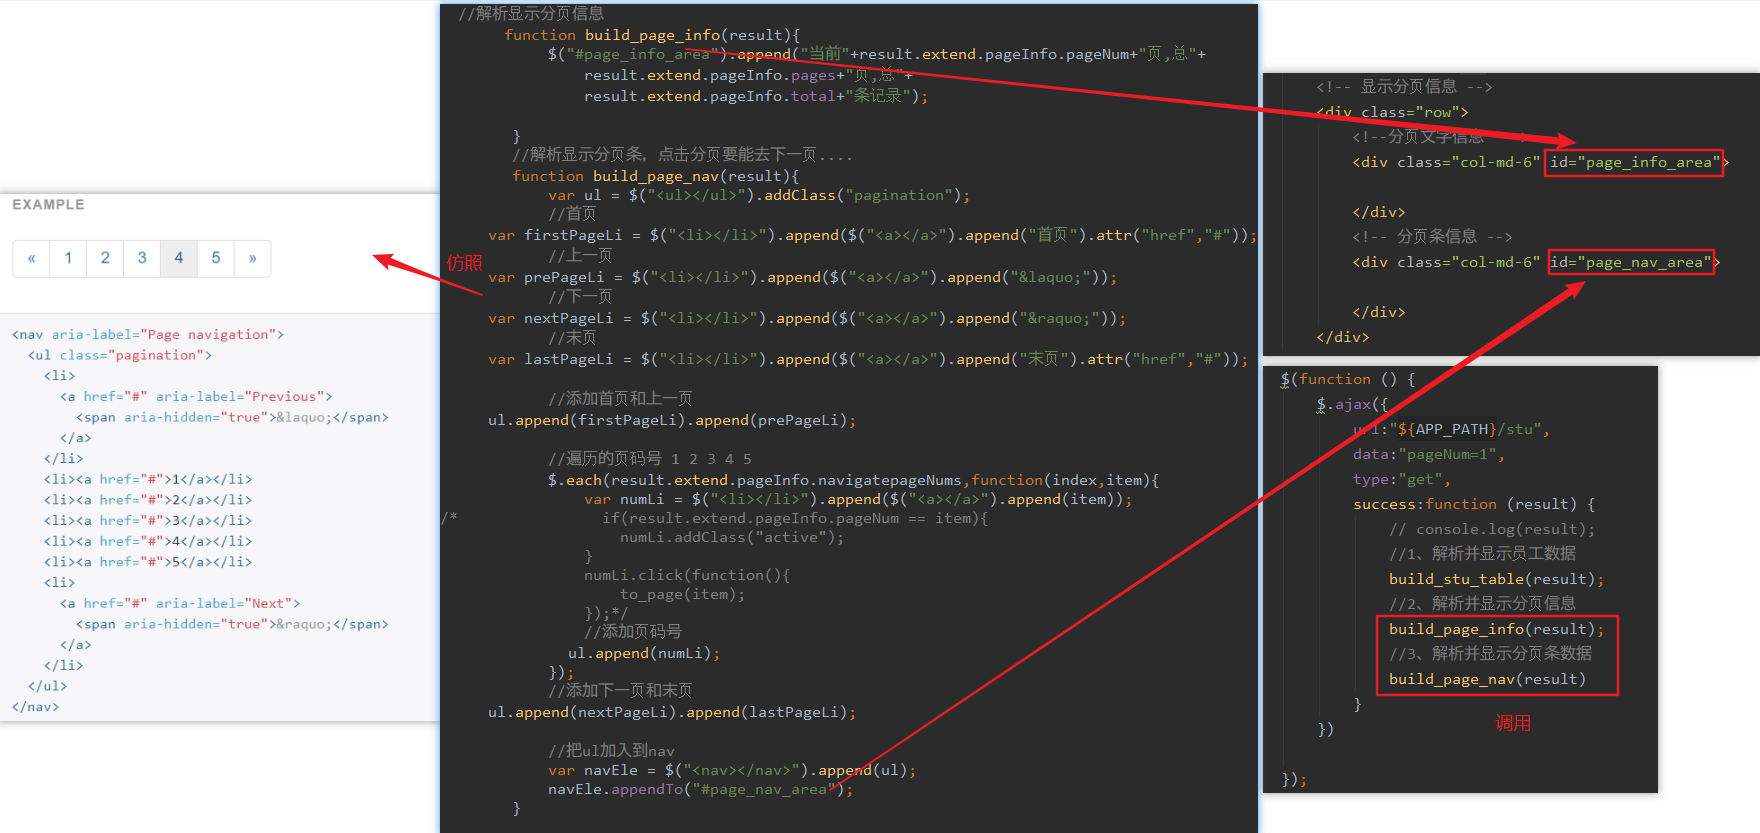 EXAMPLE
« 1 2 3 4 5 »
<nav aria-label="Page navigation">
<ul class="pagination">
<li>
<a href="#" aria-label="Previous">
<span aria-hidden="true">&laquo;</span>
</a>
</li>
<li><a href="#">1</a></li>
<li><a href="#">2</a></li>
<li><a href="#">3</a></li>
<li><a href="#">4</a></li>
<li><a href="#">5</a></li>
<li>
<a href="#" aria-label="Next">
<span aria-hidden="true">&raquo;</span>
</a>
</li>
</ul>
</nav>
仿照
//解析显示分页信息
function build_page_info(result){
$("#page_info_area").append("当前"+result.extend.pageInfo.pageNum+"页,总"+
result.extend.pageInfo.pages+"页,总"+
result.extend.pageInfo.total+"条记录");
}
//解析显示分页条，点击分页要能去下一页....
function build_page_nav(result){
var ul = $("<ul></ul>").addClass("pagination");
//首页
var firstPageLi = $("<li></li>").append($("<a></a>").append("首页").attr("href","#"));
//上一页
var prePageLi = $("<li></li>").append($("<a></a>").append("&laquo;"));
//下一页
var nextPageLi = $("<li></li>").append($("<a></a>").append("&raquo;"));
//末页
var lastPageLi = $("<li></li>").append($("<a></a>").append("末页").attr("href","#"));
//添加首页和上一页
ul.append(firstPageLi).append(prePageLi);
//遍历的页码号 1 2 3 4 5
$.each(result.extend.pageInfo.navigatepageNums,function(index,item){
var numLi = $("<li></li>").append($("<a></a>").append(item));
/* if(result.extend.pageInfo.pageNum == item){
numLi.addClass("active");
}
numLi.click(function(){
to_page(item);
});*/
//添加页码号
ul.append(numLi);
});
//添加下一页和末页
ul.append(nextPageLi).append(lastPageLi);
//把ul加入到nav
var navEle = $("<nav></nav>").append(ul);
navEle.appendTo("#page_nav_area");
}
<!-- 显示分页信息 -->
<div class="row">
<!--分页文字信息
<div class="col-md-6" id="page_info_area">
</div>
<!-- 分页条信息 -->
<div class="col-md-6" id="page_nav_area">
</div>
</div>
$(function () {
$.ajax({
url:"${APP_PATH}/stu",
data:"pageNum=1",
type:"get",
success:function (result) {
// console.log(result);
//1、解析并显示员工数据
build_stu_table(result);
//2、解析并显示分页信息
build_page_info(result);
//3、解析并显示分页条数据
build_page_nav(result)
}
})
});
调用